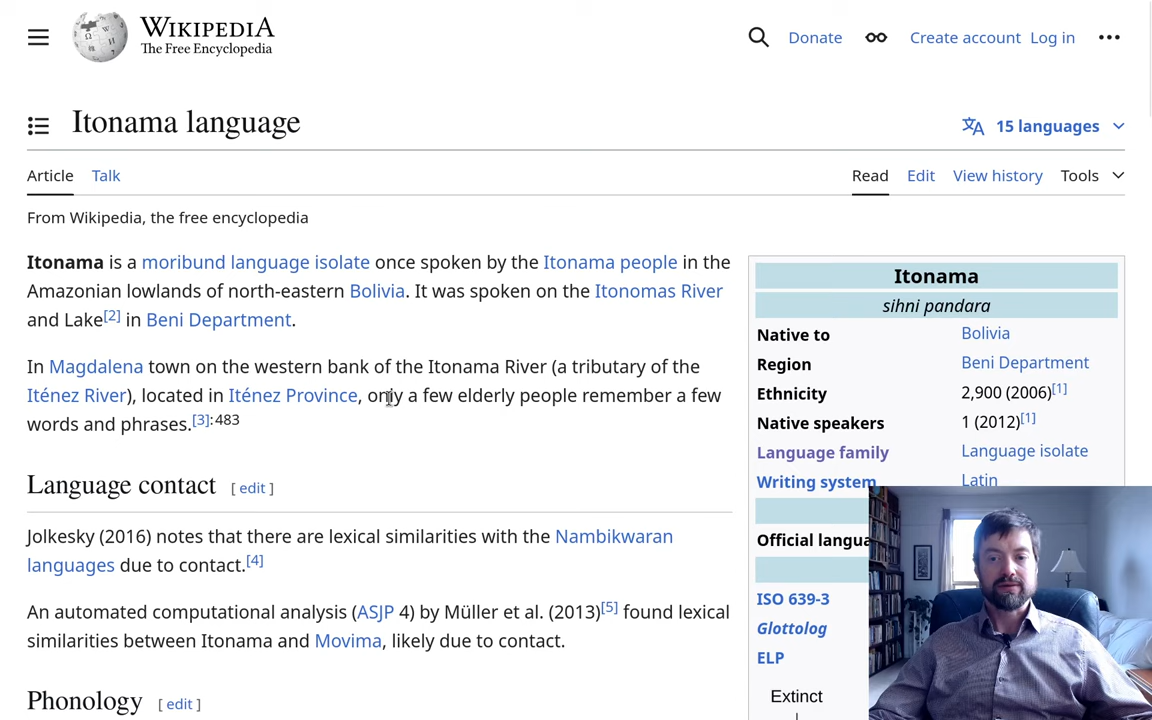 WIKIPEDIA
The Free Encyclopedia
Donate
Create account Log in
Itonama language
15 languages
Article Talk
Read Edit View history Tools
From Wikipedia, the free encyclopedia
Itonama is a moribund language isolate once spoken by the Itonama people in the
Amazonian lowlands of north-eastern Bolivia. It was spoken on the Itonomas River
and Lake[2] in Beni Department.
In Magdalena town on the western bank of the Itonama River (a tributary of the
Iténez River), located in Iténez Province, only a few elderly people remember a few
words and phrases.[3]:483
Language contact [ edit ]
Jolkesky (2016) notes that there are lexical similarities with the Nambikwaran
languages due to contact.[4]
An automated computational analysis (ASJP 4) by Müller et al. (2013)[5] found lexical
similarities between Itonama and Movima, likely due to contact.
Phonology [ edit ]
Itonama
sihni pandara
Native to Bolivia
Region Beni Department
Ethnicity 2,900 (2006)[1]
Native speakers 1 (2012)[1]
Language family Language isolate
Writing system Latin
Official langua
ISO 639-3
Glottolog
ELP
Extinct